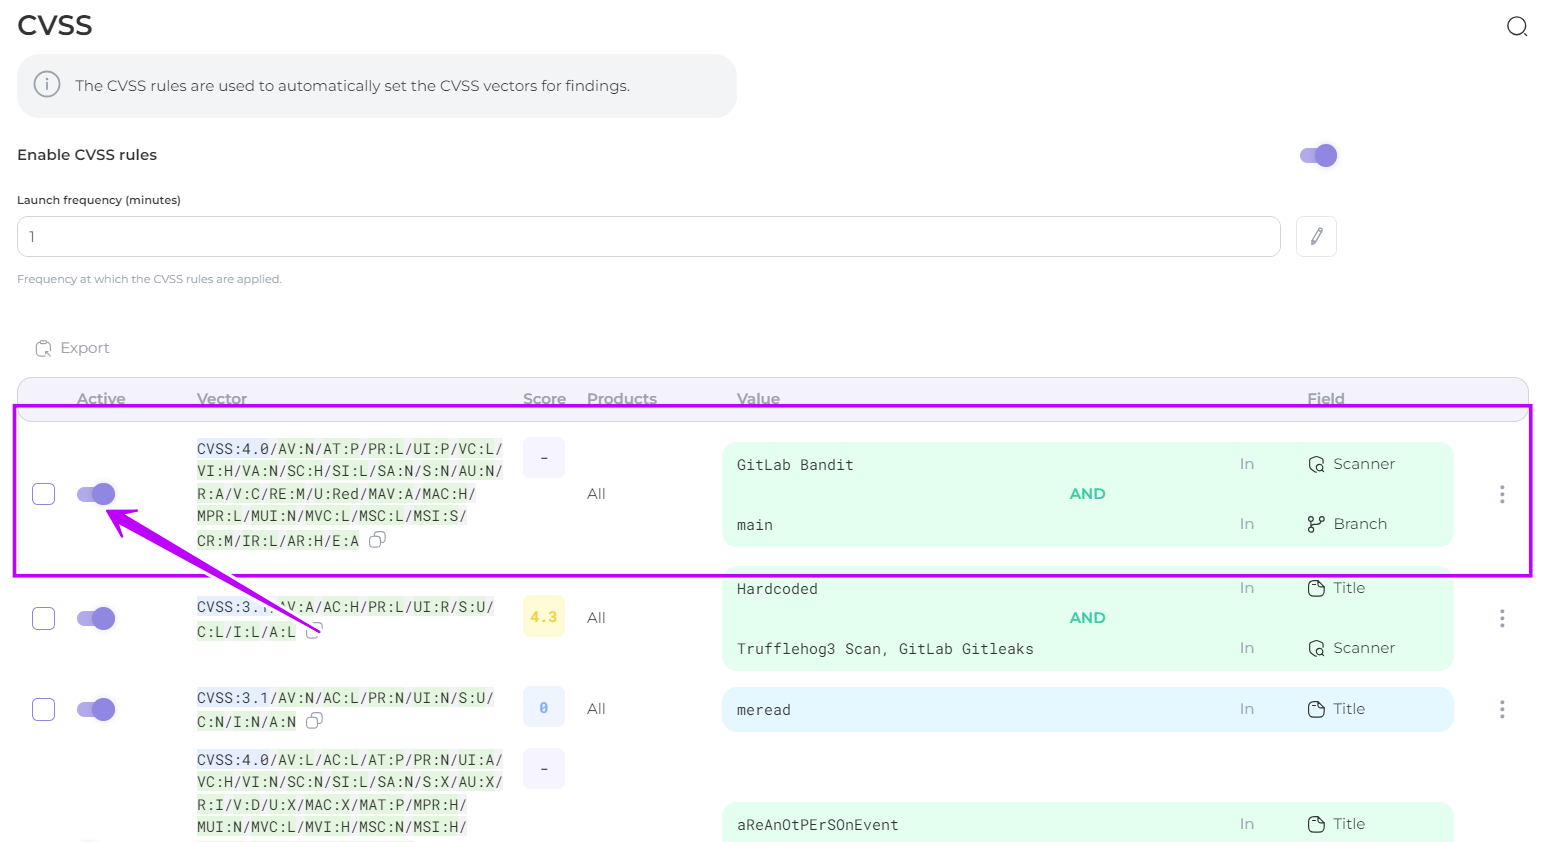 CVSS
The CVSS rules are used to automatically set the CVSS vectors for findings.
Enable CVSS rules
Launch frequency (minutes)
1
Frequency at which the CVSS rules are applied.
Export
Active Vector Score Products Value Field
CVSS:4.0/AV:N/AT:P/PR:L/UI:P/VC:L/
VI:H/VA:N/SC:H/SI:L/SA:N/S:N/AU:N/
R:A/V:C/RE:M/U:Red/MAV:A/MAC:H/
MPR:L/MUI:N/MVC:L/MSC:L/MSI:S/
CR:M/IR:L/AR:H/E:A
-
All
GitLab Bandit In Scanner
AND
main In Branch
CVSS:3.1/AV:A/AC:H/PR:L/UI:R/S:U/
C:L/I:L/A:L
4.3
All
Hardcoded In Title
AND
Trufflehog3 Scan, GitLab Gitleaks In Scanner
CVSS:3.1/AV:N/AC:L/PR:N/UI:N/S:U/
C:N/I:N/A:N
0
All
meread In Title
CVSS:4.0/AV:L/AC:L/AT:P/PR:N/UI:A/
VC:H/VI:N/SC:N/SI:L/SA:N/S:X/AU:X/
R:I/V:D/U:X/MAC:X/MAT:P/MPR:H/
MUI:N/MVC:L/MVI:H/MSC:N/MSI:H/
-
aReAnOtPErSOnEvent In Title